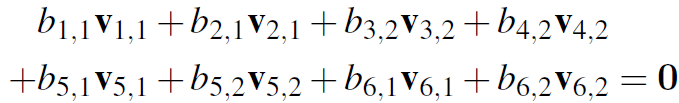 b_{1,1}𝐯_{1,1} + b_{2,1}𝐯_{2,1} + b_{3,2}𝐯_{3,2} + b_{4,2}𝐯_{4,2}
+b_{5,1}𝐯_{5,1} + b_{5,2}𝐯_{5,2} + b_{6,1}𝐯_{6,1} + b_{6,2}𝐯_{6,2} = 𝟎